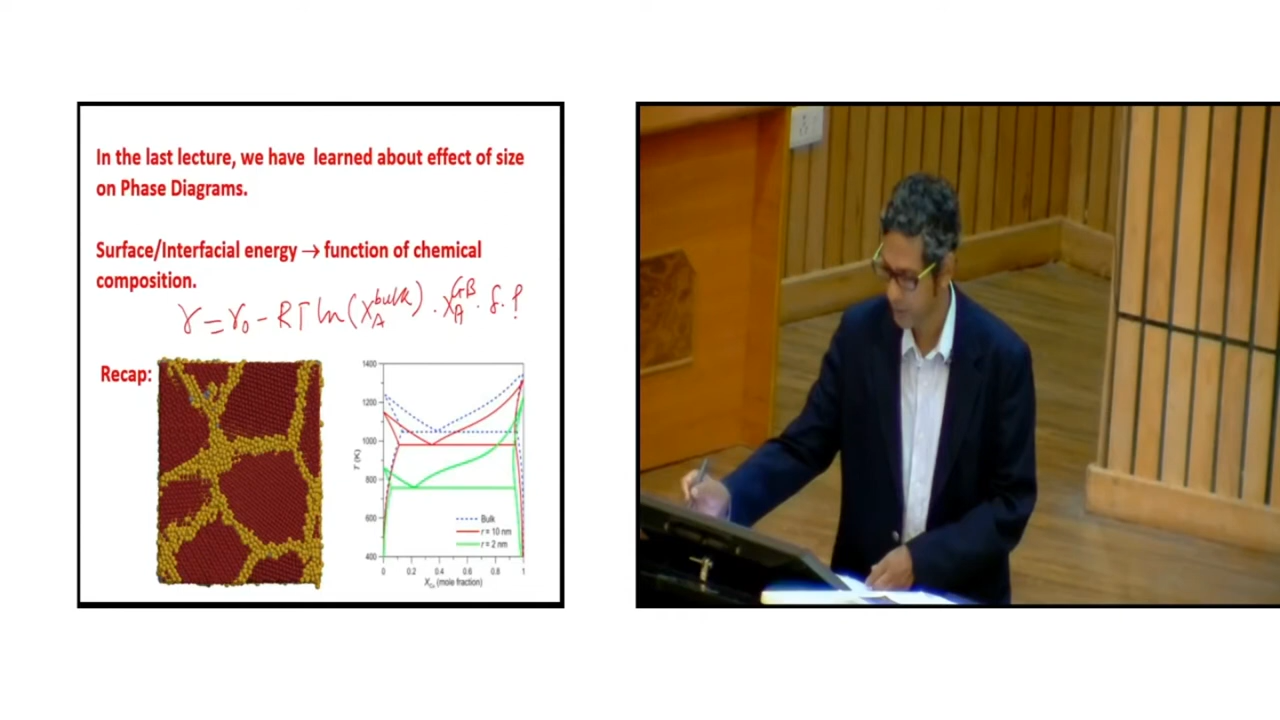 In the last lecture, we have learned about effect of size
on Phase Diagrams.
Surface/Interfacial energy → function of chemical
composition.
γ = γ₀ - RT ln(X_A^bulk) . X_A^GB . δ . ρ
Recap:
1400
1200
1000
800
600
400
T (K)
Bulk
r = 10 nm
r = 2 nm
0 0.2 0.4 0.6 0.8 1
(mole fraction)